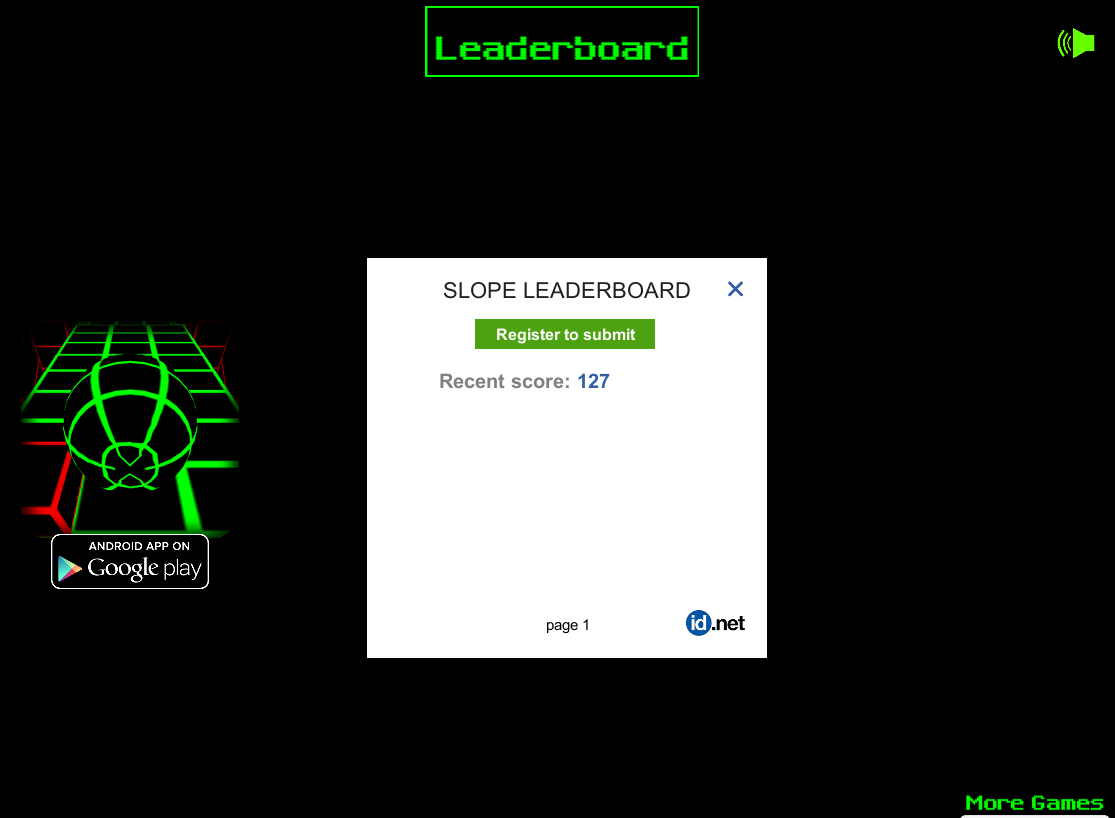 Leaderboard
SLOPE LEADERBOARD
Register to submit
Recent score: 127
ANDROID APP ON
Google play
page 1
id.net
More Games